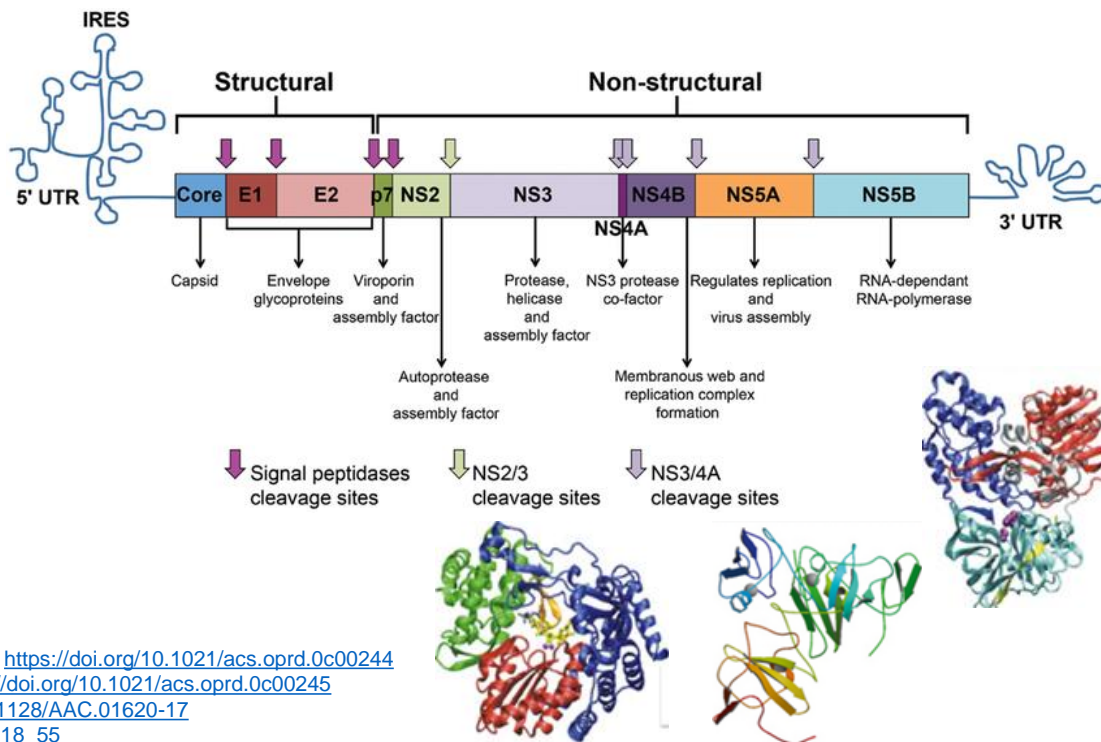 IRES
Structural
Non-structural
5' UTR
Core
E1
E2
p7
NS2
NS3
NS4A
NS4B
NS5A
NS5B
3' UTR
Capsid
Envelope
glycoproteins
Viroporin
and
assembly factor
Protease,
helicase
and
assembly factor
NS3 protease
co-factor
Regulates replication
and
virus assembly
RNA-dependant
RNA-polymerase
Autoprotease
and
assembly factor
Membranous web and
replication complex
formation
Signal peptidases
cleavage sites
NS2/3
cleavage sites
NS3/4A
cleavage sites
https://doi.org/10.1021/acs.oprd.0c00244
/doi.org/10.1021/acs.oprd.0c00245
1128/AAC.01620-17
18_55